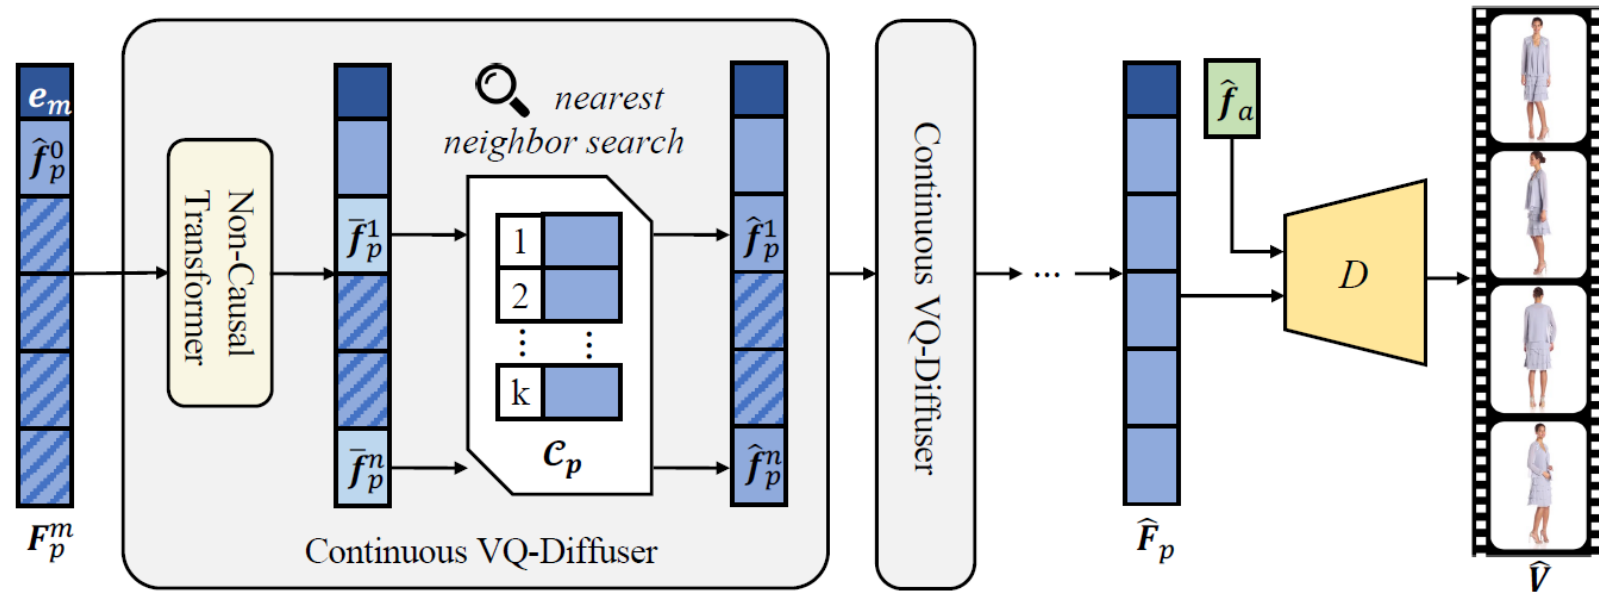 e_m
f̂_p^0
F_p^m
Non-Causal
Transformer
f̄_p^1
f̄_p^n
nearest
neighbor search
1
2
⋮ ⋮
k
C_p
f̂_p^1
f̂_p^n
Continuous VQ-Diffuser
Continuous VQ-Diffuser
...
F̂_p
f̂_a
D
V̂